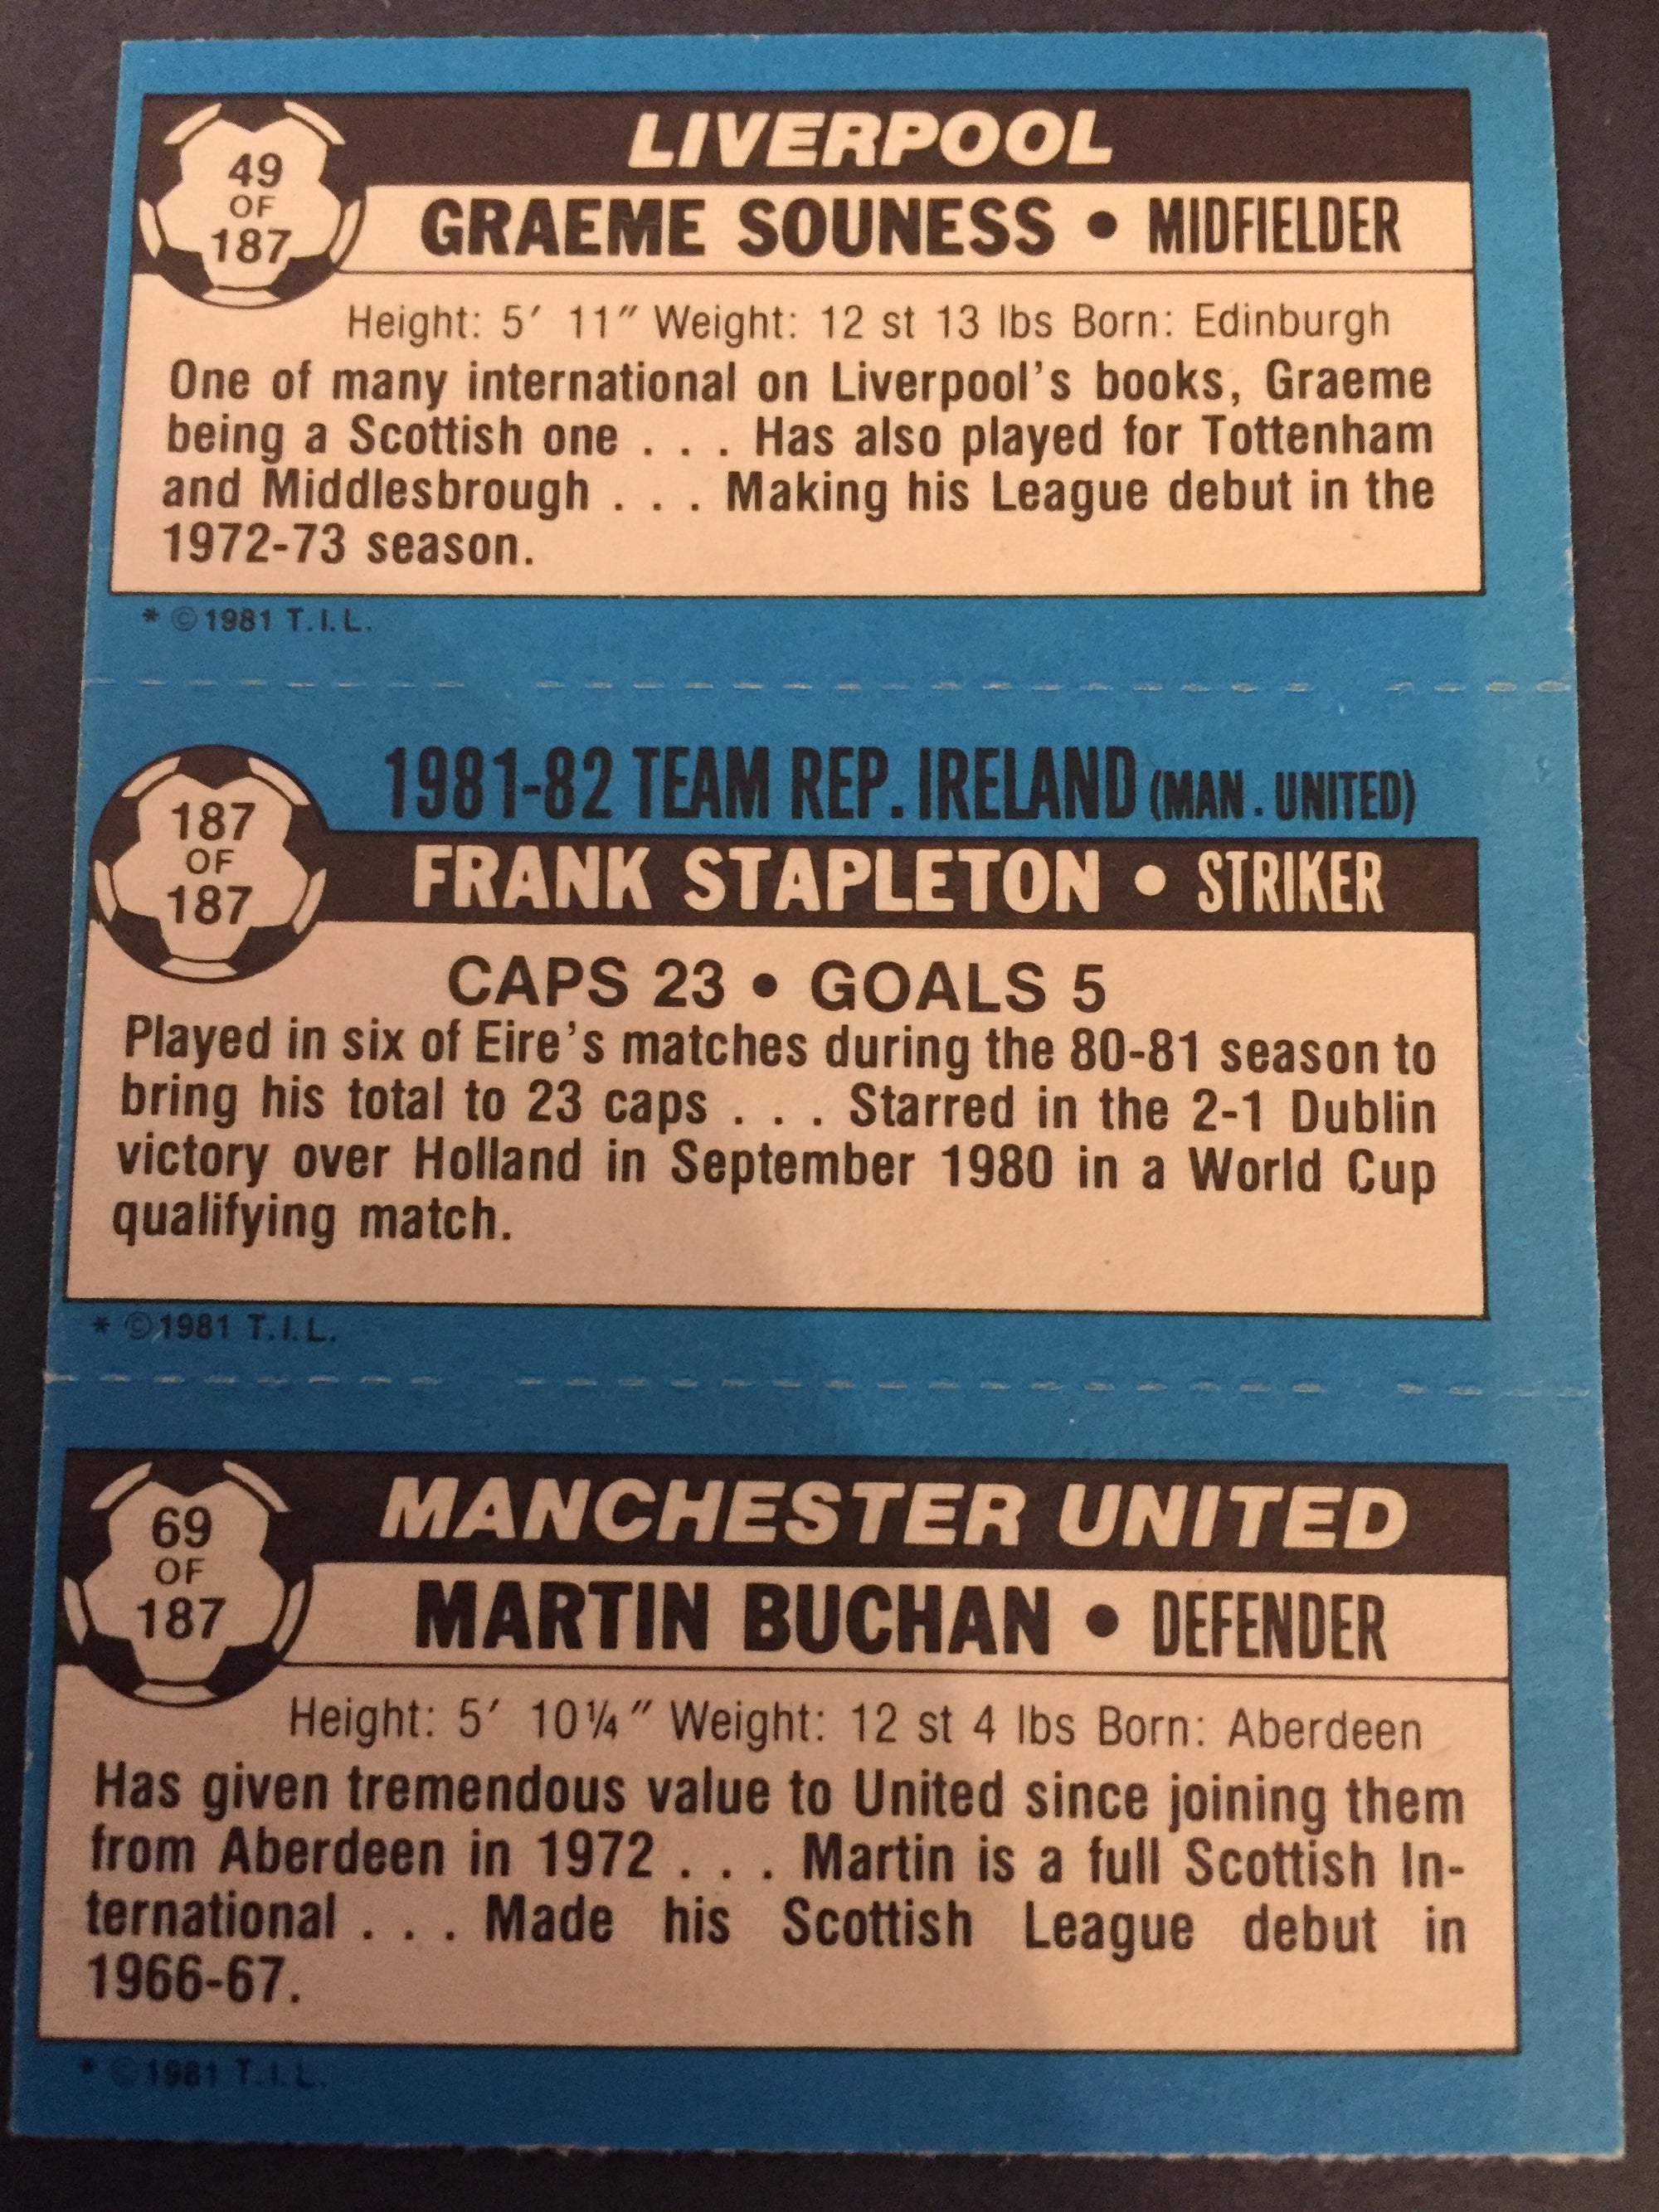 LIVERPOOL
49
OF
187
GRAEME SOUNESS • MIDFIELDER
Height: 5′ 11″ Weight: 12 st 13 lbs Born: Edinburgh
One of many international on Liverpool's books, Graeme
being a Scottish one . . . Has also played for Tottenham
and Middlesbrough . . . Making his League debut in the
1972-73 season.
* ©1981 T.I.L.
1981-82 TEAM REP. IRELAND (MAN. UNITED)
187
OF
187
FRANK STAPLETON • STRIKER
CAPS 23 • GOALS 5
Played in six of Eire's matches during the 80-81 season to
bring his total to 23 caps . . . Starred in the 2-1 Dublin
victory over Holland in September 1980 in a World Cup
qualifying match.
* ©1981 T.I.L.
MANCHESTER UNITED
69
OF
187
MARTIN BUCHAN • DEFENDER
Height: 5′ 10¼″ Weight: 12 st 4 lbs Born: Aberdeen
Has given tremendous value to United since joining them
from Aberdeen in 1972 . . . Martin is a full Scottish In-
ternational . . . Made his Scottish League debut in
1966-67.
* ©1981 T.I.L.